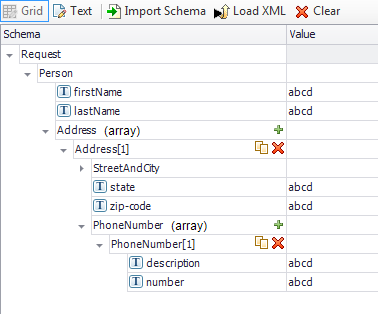 Grid Text Import Schema Load XML Clear
Schema Value
Request
Person
T firstName abcd
T lastName abcd
Address (array)
Address[1]
StreetAndCity
T state abcd
T zip-code abcd
PhoneNumber (array)
PhoneNumber[1]
T description abcd
T number abcd